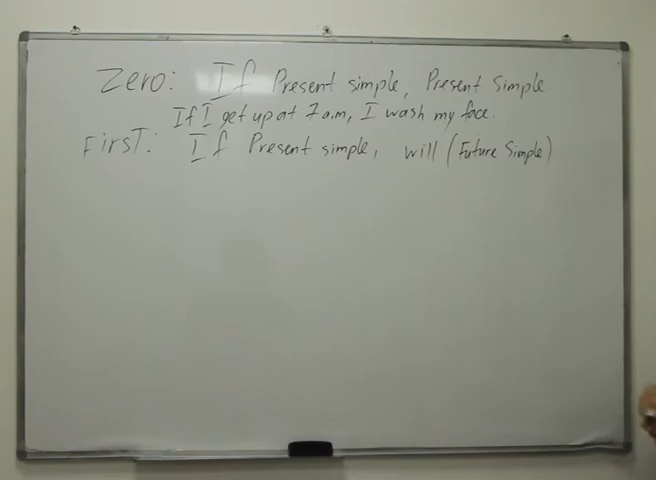 Zero: If Present simple, Present Simple
If I get up at 7 a.m, I wash my face.
First: If Present simple, will (Future Simple)